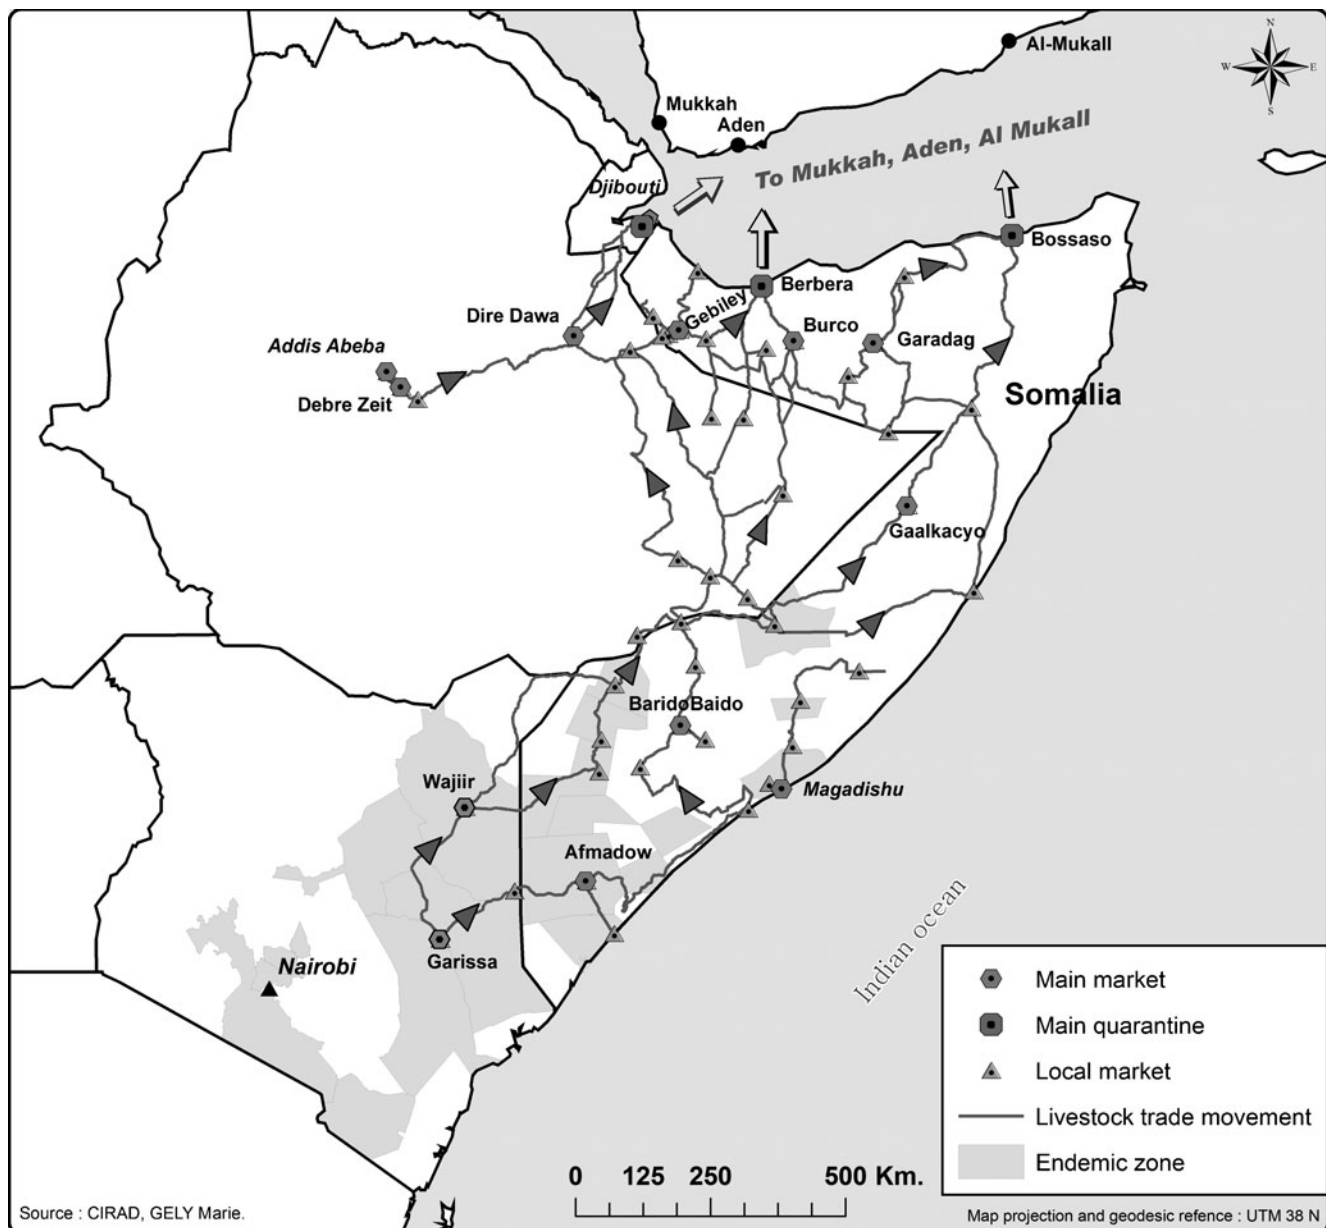 Al-Mukall
N
W
E
S
Mukkah
Aden
To Mukkah, Aden, Al Mukall
Djibouti
Bossaso
Berbera
Dire Dawa
Gebiley
Burco
Garadag
Addis Abeba
Debre Zeit
Somalia
Gaalkacyo
BaridoBaido
Wajiir
Magadishu
Afmadow
Garissa
Nairobi
Indian ocean
Main market
Main quarantine
Local market
Livestock trade movement
Endemic zone
0 125 250 500 Km.
Source : CIRAD, GELY Marie.
Map projection and geodesic refence : UTM 38 N